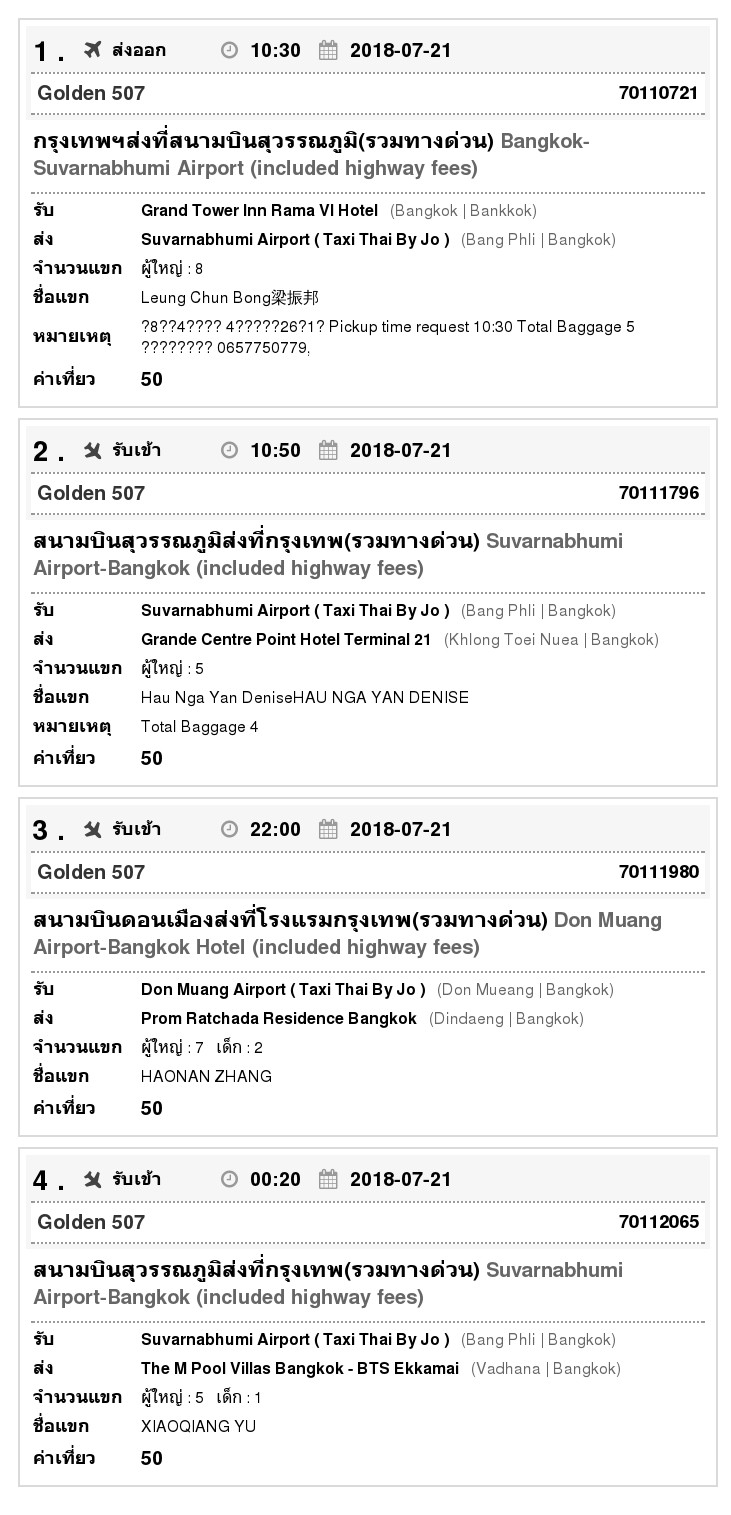 1 . ส่งออก 10:30 2018-07-21
Golden 507 70110721
กรุงเทพฯส่งที่สนามบินสุวรรณภูมิ(รวมทางด่วน) Bangkok-
Suvarnabhumi Airport (included highway fees)
รับ Grand Tower Inn Rama VI Hotel (Bangkok | Bankkok)
ส่ง Suvarnabhumi Airport ( Taxi Thai By Jo ) (Bang Phli | Bangkok)
จำนวนแขก ผู้ใหญ่ : 8
ชื่อแขก Leung Chun Bong梁振邦
หมายเหตุ ?8??4???? 4?????26?1? Pickup time request 10:30 Total Baggage 5
???????? 0657750779,
ค่าเที่ยว 50
2 . รับเข้า 10:50 2018-07-21
Golden 507 70111796
สนามบินสุวรรณภูมิส่งที่กรุงเทพ(รวมทางด่วน) Suvarnabhumi
Airport-Bangkok (included highway fees)
รับ Suvarnabhumi Airport ( Taxi Thai By Jo ) (Bang Phli | Bangkok)
ส่ง Grande Centre Point Hotel Terminal 21 (Khlong Toei Nuea | Bangkok)
จำนวนแขก ผู้ใหญ่ : 5
ชื่อแขก Hau Nga Yan DeniseHAU NGA YAN DENISE
หมายเหตุ Total Baggage 4
ค่าเที่ยว 50
3 . รับเข้า 22:00 2018-07-21
Golden 507 70111980
สนามบินดอนเมืองส่งที่โรงแรมกรุงเทพ(รวมทางด่วน) Don Muang
Airport-Bangkok Hotel (included highway fees)
รับ Don Muang Airport ( Taxi Thai By Jo ) (Don Mueang | Bangkok)
ส่ง Prom Ratchada Residence Bangkok (Dindaeng | Bangkok)
จำนวนแขก ผู้ใหญ่ : 7 เด็ก : 2
ชื่อแขก HAONAN ZHANG
ค่าเที่ยว 50
4 . รับเข้า 00:20 2018-07-21
Golden 507 70112065
สนามบินสุวรรณภูมิส่งที่กรุงเทพ(รวมทางด่วน) Suvarnabhumi
Airport-Bangkok (included highway fees)
รับ Suvarnabhumi Airport ( Taxi Thai By Jo ) (Bang Phli | Bangkok)
ส่ง The M Pool Villas Bangkok - BTS Ekkamai (Vadhana | Bangkok)
จำนวนแขก ผู้ใหญ่ : 5 เด็ก : 1
ชื่อแขก XIAOQIANG YU
ค่าเที่ยว 50